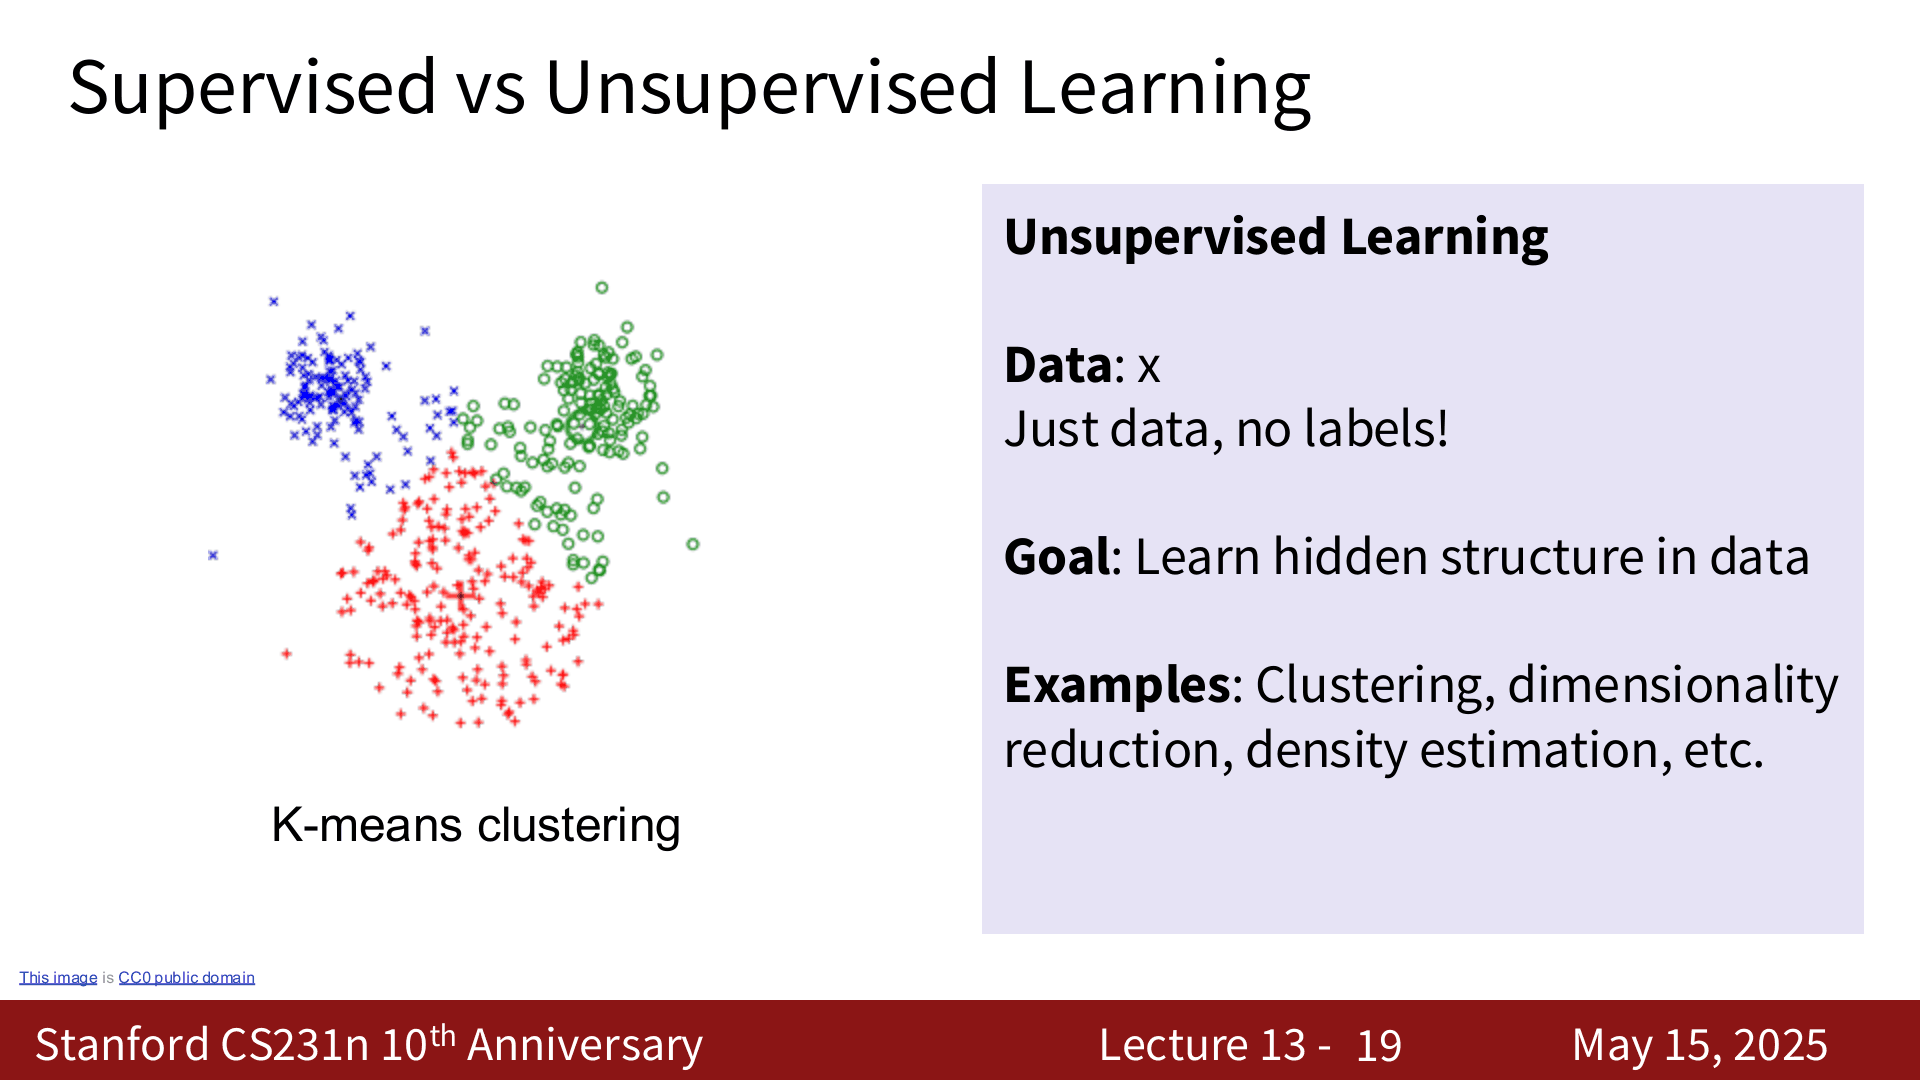 Supervised vs Unsupervised Learning
Unsupervised Learning
Data: x
Just data, no labels!
Goal: Learn hidden structure in data
Examples: Clustering, dimensionality
reduction, density estimation, etc.
K-means clustering
This image is CC0 public domain
Stanford CS231n 10th Anniversary
Lecture 13 - 19
May 15, 2025